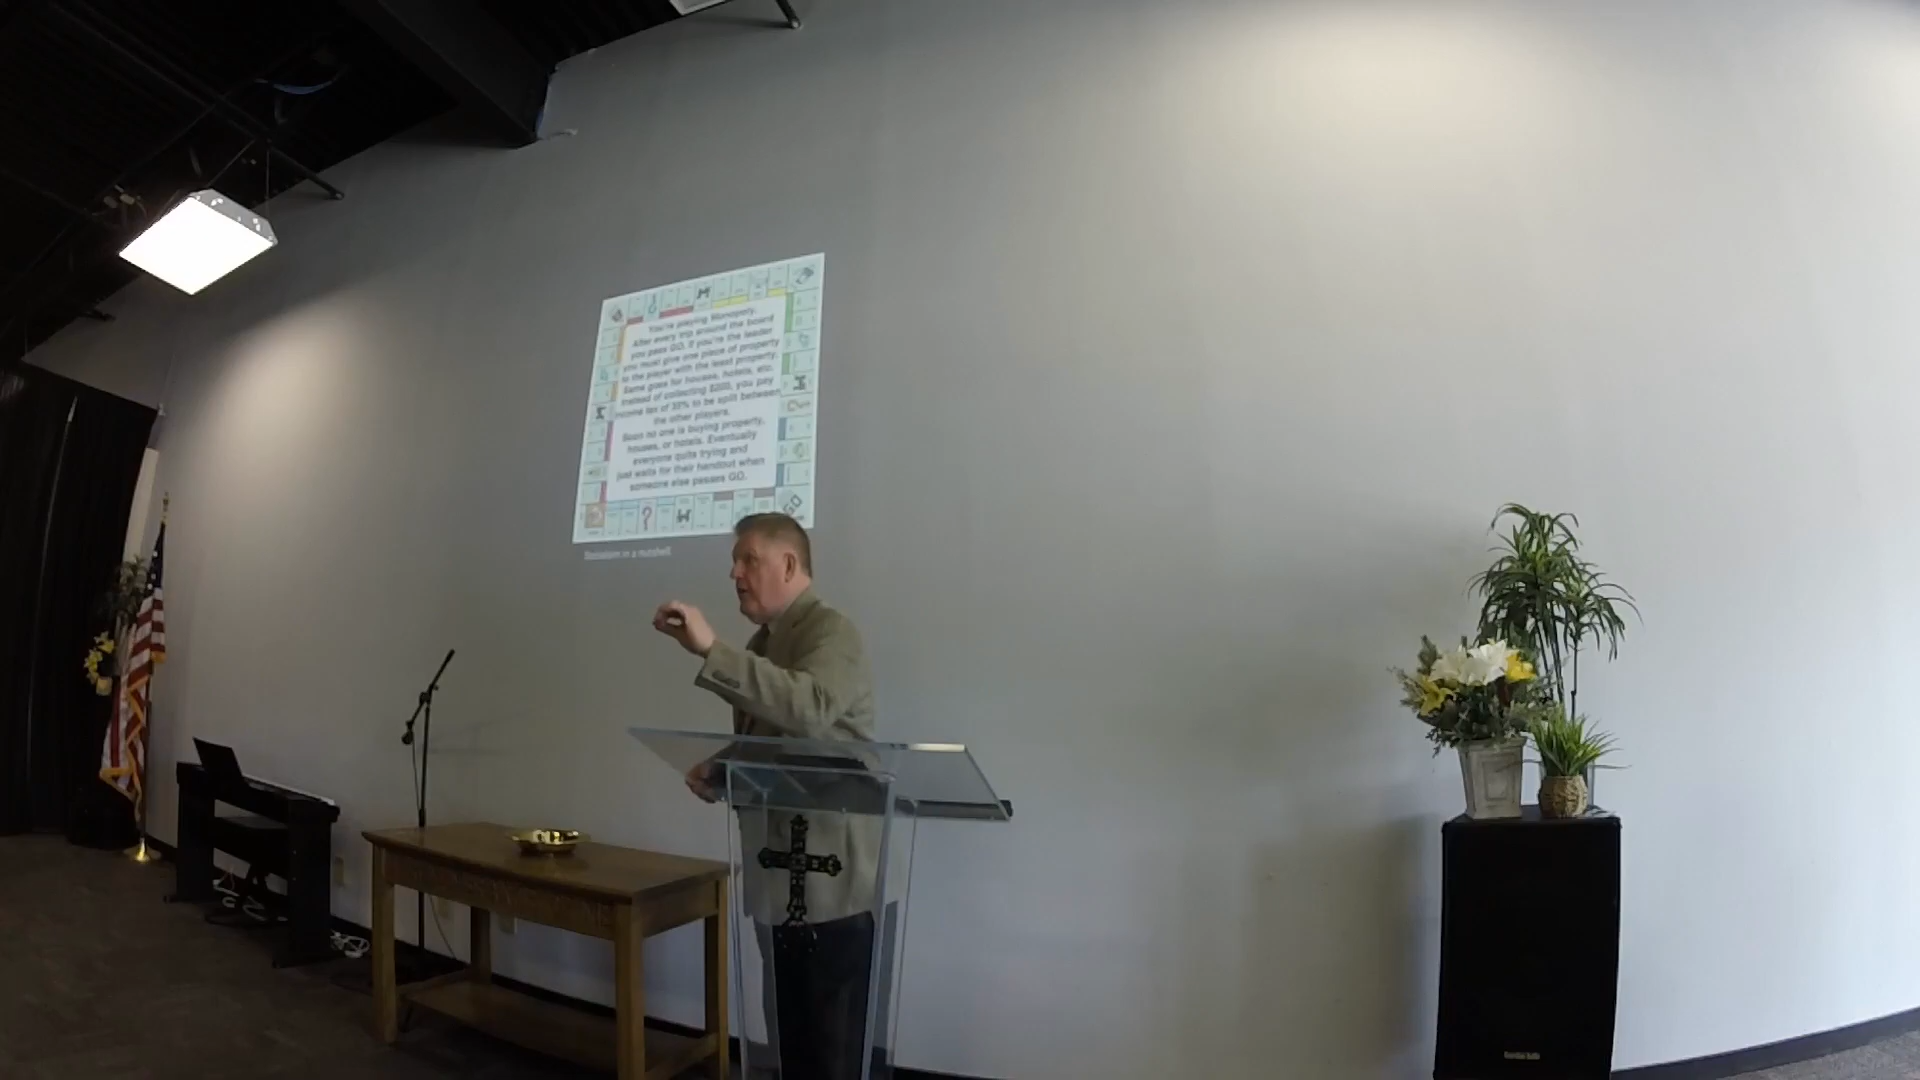 You're playing Monopoly.
After every trip around the board
you pass GO. If you're the leader
you must give one piece of property
to the player with the least property.
Same goes for houses, hotels, etc.
Instead of collecting $200, you pay
income tax of 35% to be split between
the other players.
Soon no one is buying property,
houses, or hotels. Eventually
everyone quits trying and
just waits for their handout when
someone else passes GO.
GO
Socialism in a nutshell